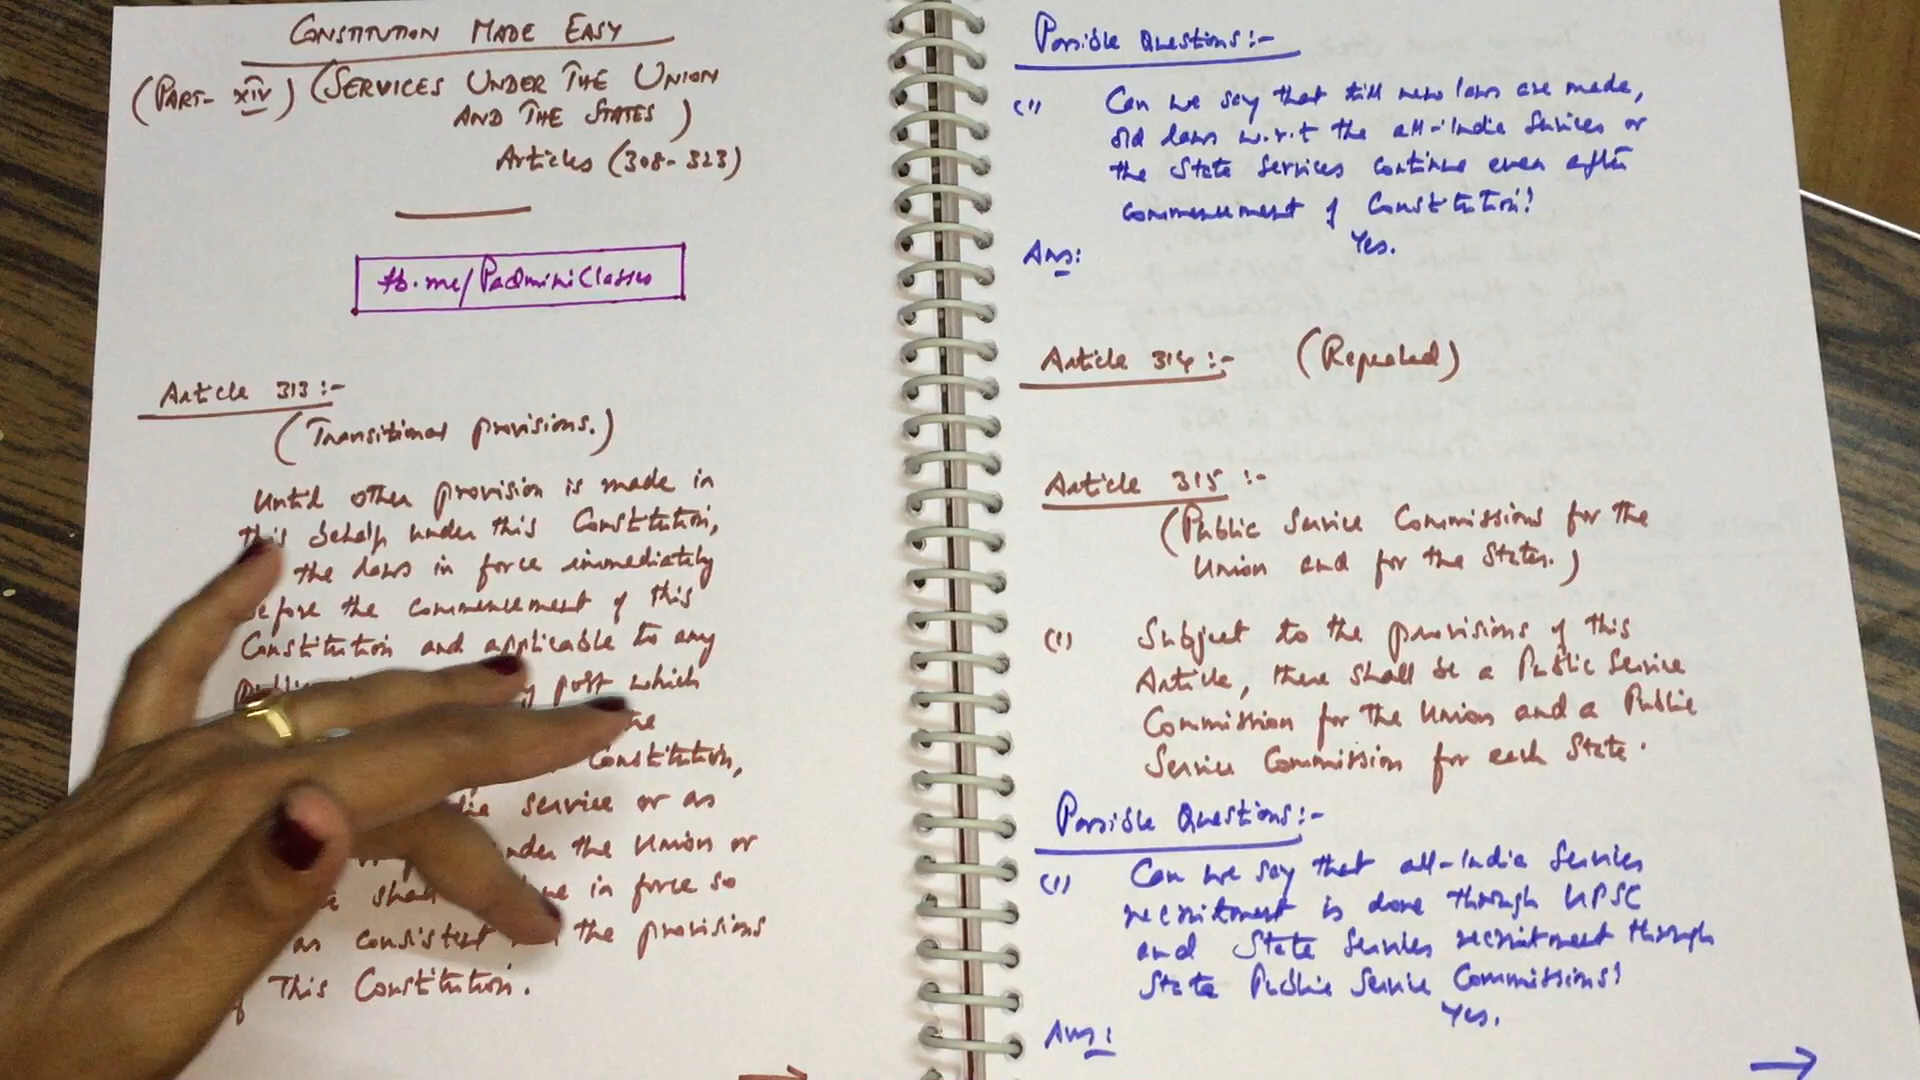 CONSTITUTION MADE EASY
(PART- XIV) (SERVICES UNDER THE UNION
AND THE STATES)
Articles (308-323)
fb.me/PadminiClasses
Article 313:-
(Transitional provisions.)
Until other provision is made in
this behalf under this Constitution,
the laws in force immediately
before the commencement of this
Constitution and applicable to any
post which
Constitution,
service or as
under the Union or
in force so
as consistent the provisions
of This Constitution.
Possible Questions:-
(1) Can we say that till new laws are made,
old laws w.r.t the all-India Services or
the State Services continue even after
commencement of Constitution?
Ans: Yes.
Article 314:- (Repealed)
Article 315:-
(Public Service Commissions for the
Union and for the States.)
(1) Subject to the provisions of this
Article, there shall be a Public Service
Commission for the Union and a Public
Service Commission for each State.
Possible Questions:-
(1) Can we say that all-India Services
recruitment is done through UPSC
and State Services recruitment through
State Public Service Commissions?
Ans: Yes.